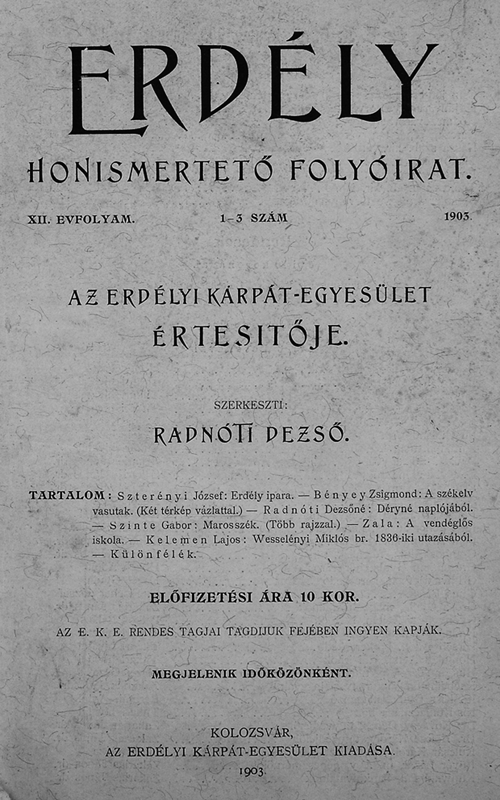 ERDÉLY
HONISMERTETŐ FOLYÓIRAT.
XII. EVFOLYAM. 1-3 SZÁM 1903.
AZ ERDÉLYI KÁRPÁT-EGYESÜLET
ÉRTESITŐJE.
SZERKESZTI:
RADNÓTI DEZSŐ.
TARTALOM: Szterényi József: Erdély ipara. — Bényey Zsigmond: A székelv
vasutak. (Két térkép vázlattal.) — Radnóti Dezsőné: Déryné naplójából.
— Szinte Gabor: Marosszék. (Több rajzzal.) — Zala: A vendéglős
iskola. — Kelemen Lajos: Wesselényi Miklós br. 1836-iki utazásából.
— Különfélék.
ELŐFIZETÉSI ÁRA 10 KOR.
AZ E. K. E. RENDES TAGJAI TAGDIJUK FEJÉBEN INGYEN KAPJÁK.
MEGJELENIK IDŐKÖZÖNKÉNT.
KOLOZSVÁR,
AZ ERDÉLYI KÁRPÁT-EGYESÜLET KIADÁSA.
1903.